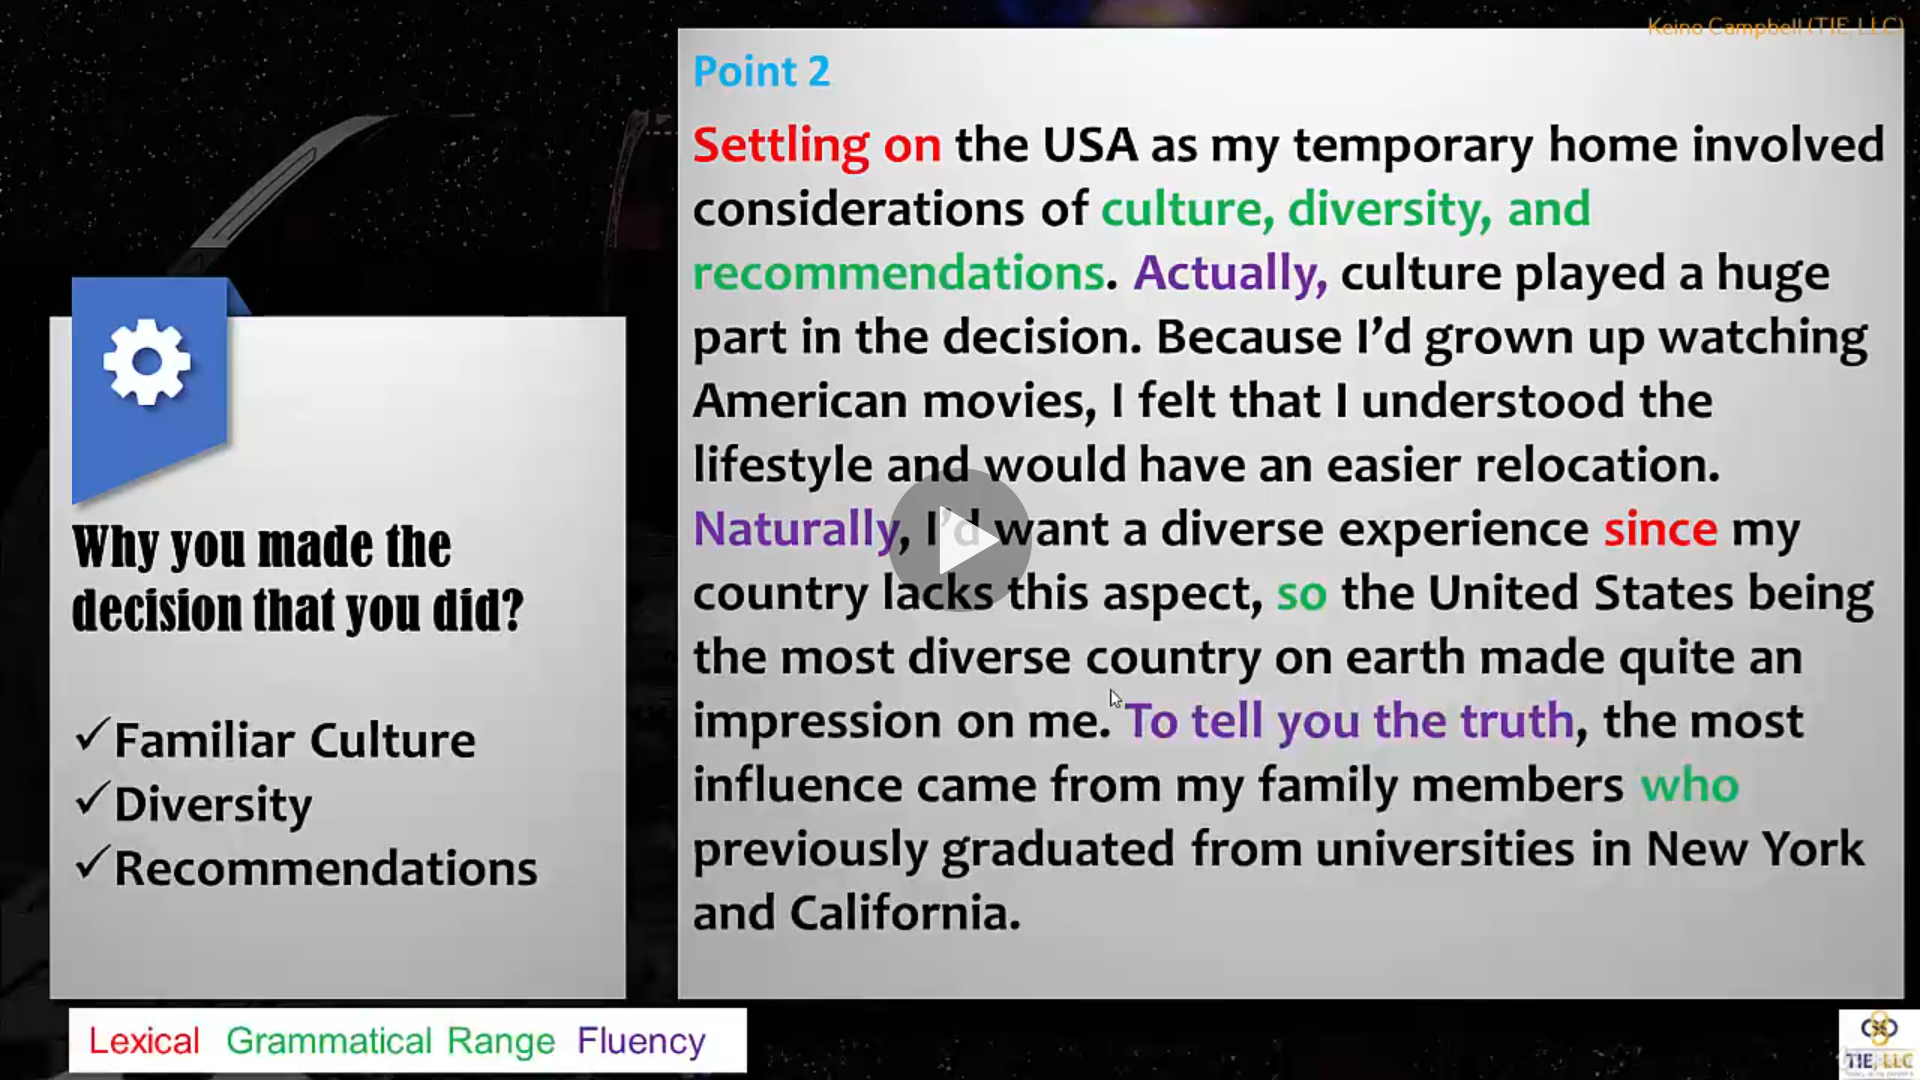 Keino Campbell (TIE, LLC)
Point 2
Settling on the USA as my temporary home involved
considerations of culture, diversity, and
recommendations. Actually, culture played a huge
part in the decision. Because I’d grown up watching
American movies, I felt that I understood the
lifestyle and would have an easier relocation.
Naturally, I’d want a diverse experience since my
country lacks this aspect, so the United States being
the most diverse country on earth made quite an
impression on me. To tell you the truth, the most
influence came from my family members who
previously graduated from universities in New York
and California.
Why you made the
decision that you did?
✓Familiar Culture
✓Diversity
✓Recommendations
Lexical Grammatical Range Fluency
TIE, LLC